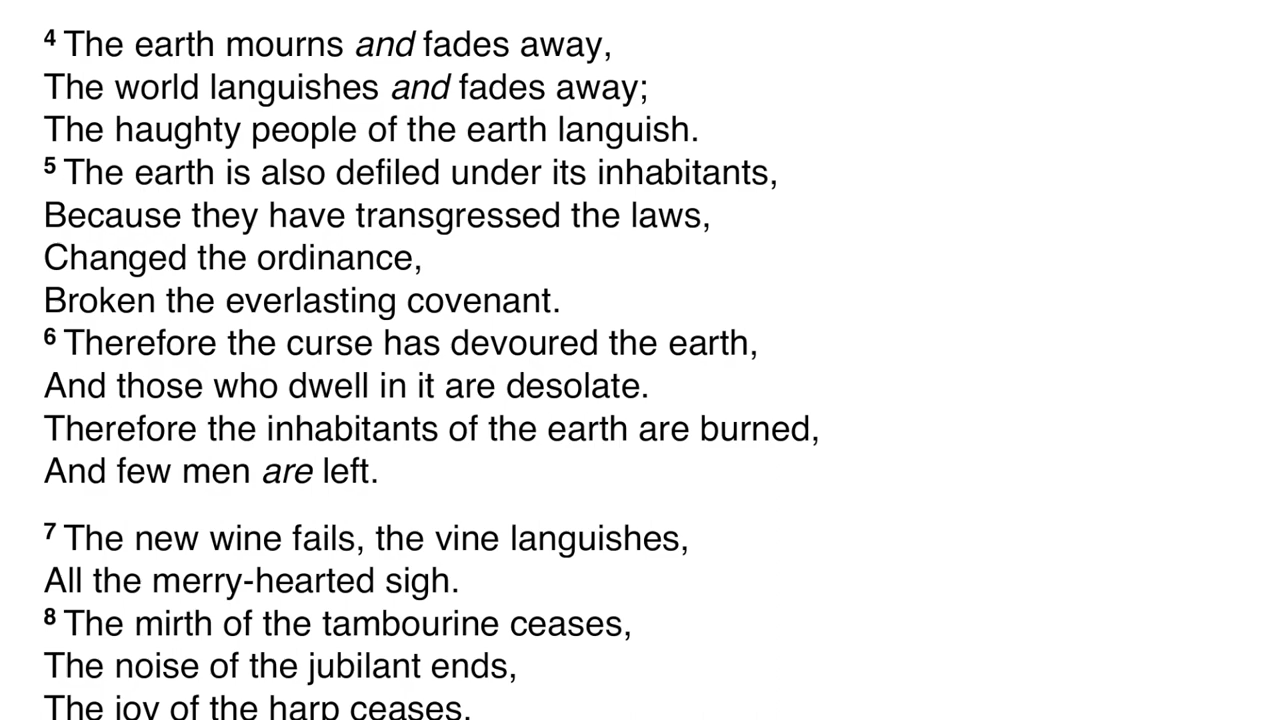 4 The earth mourns and fades away,
The world languishes and fades away;
The haughty people of the earth languish.
5 The earth is also defiled under its inhabitants,
Because they have transgressed the laws,
Changed the ordinance,
Broken the everlasting covenant.
6 Therefore the curse has devoured the earth,
And those who dwell in it are desolate.
Therefore the inhabitants of the earth are burned,
And few men are left.
7 The new wine fails, the vine languishes,
All the merry-hearted sigh.
8 The mirth of the tambourine ceases,
The noise of the jubilant ends,
The joy of the harp ceases.